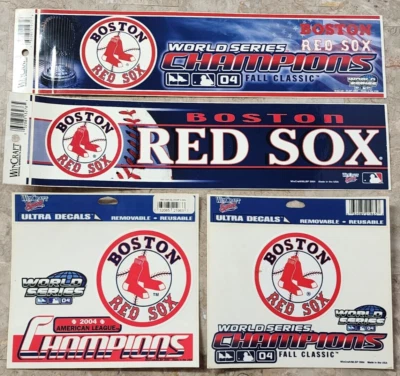 BOSTON
RED SOX
WORLD SERIES
CHAMPIONS
04 FALL CLASSIC
BOSTON
RED SOX
WORLD
SERIES
WINCRAFT
BOSTON
RED SOX
BOSTON
RED SOX
WINCRAFT
ULTRA DECALS
REMOVABLE - REUSABLE
BOSTON
RED SOX
WORLD
SERIES
04
2004
AMERICAN LEAGUE
CHAMPIONS
ULTRA DECALS
REMOVABLE - REUSABLE
BOSTON
RED SOX
WORLD
SERIES
04
WORLD SERIES
CHAMPIONS
04 FALL CLASSIC